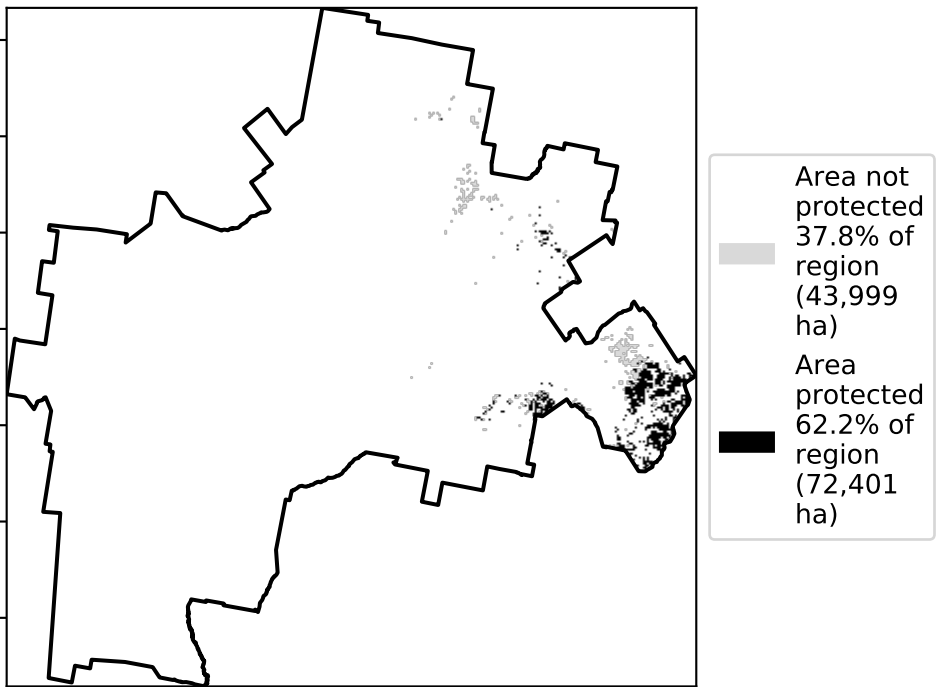 Area not
protected
37.8% of
region
(43,999
ha)
Area
protected
62.2% of
region
(72,401
ha)